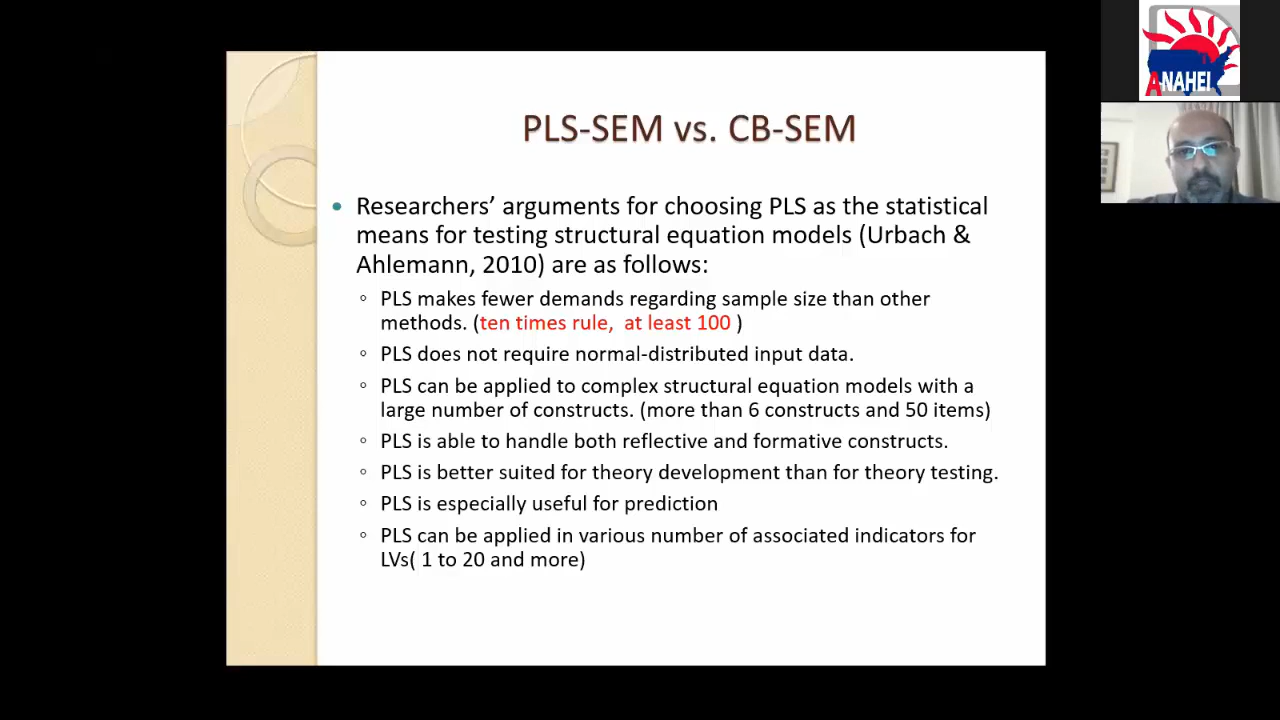 PLS-SEM vs. CB-SEM
• Researchers’ arguments for choosing PLS as the statistical
means for testing structural equation models (Urbach &
Ahlemann, 2010) are as follows:
◦ PLS makes fewer demands regarding sample size than other
methods. (ten times rule, at least 100 )
◦ PLS does not require normal-distributed input data.
◦ PLS can be applied to complex structural equation models with a
large number of constructs. (more than 6 constructs and 50 items)
◦ PLS is able to handle both reflective and formative constructs.
◦ PLS is better suited for theory development than for theory testing.
◦ PLS is especially useful for prediction
◦ PLS can be applied in various number of associated indicators for
LVs( 1 to 20 and more)
ANAHEI